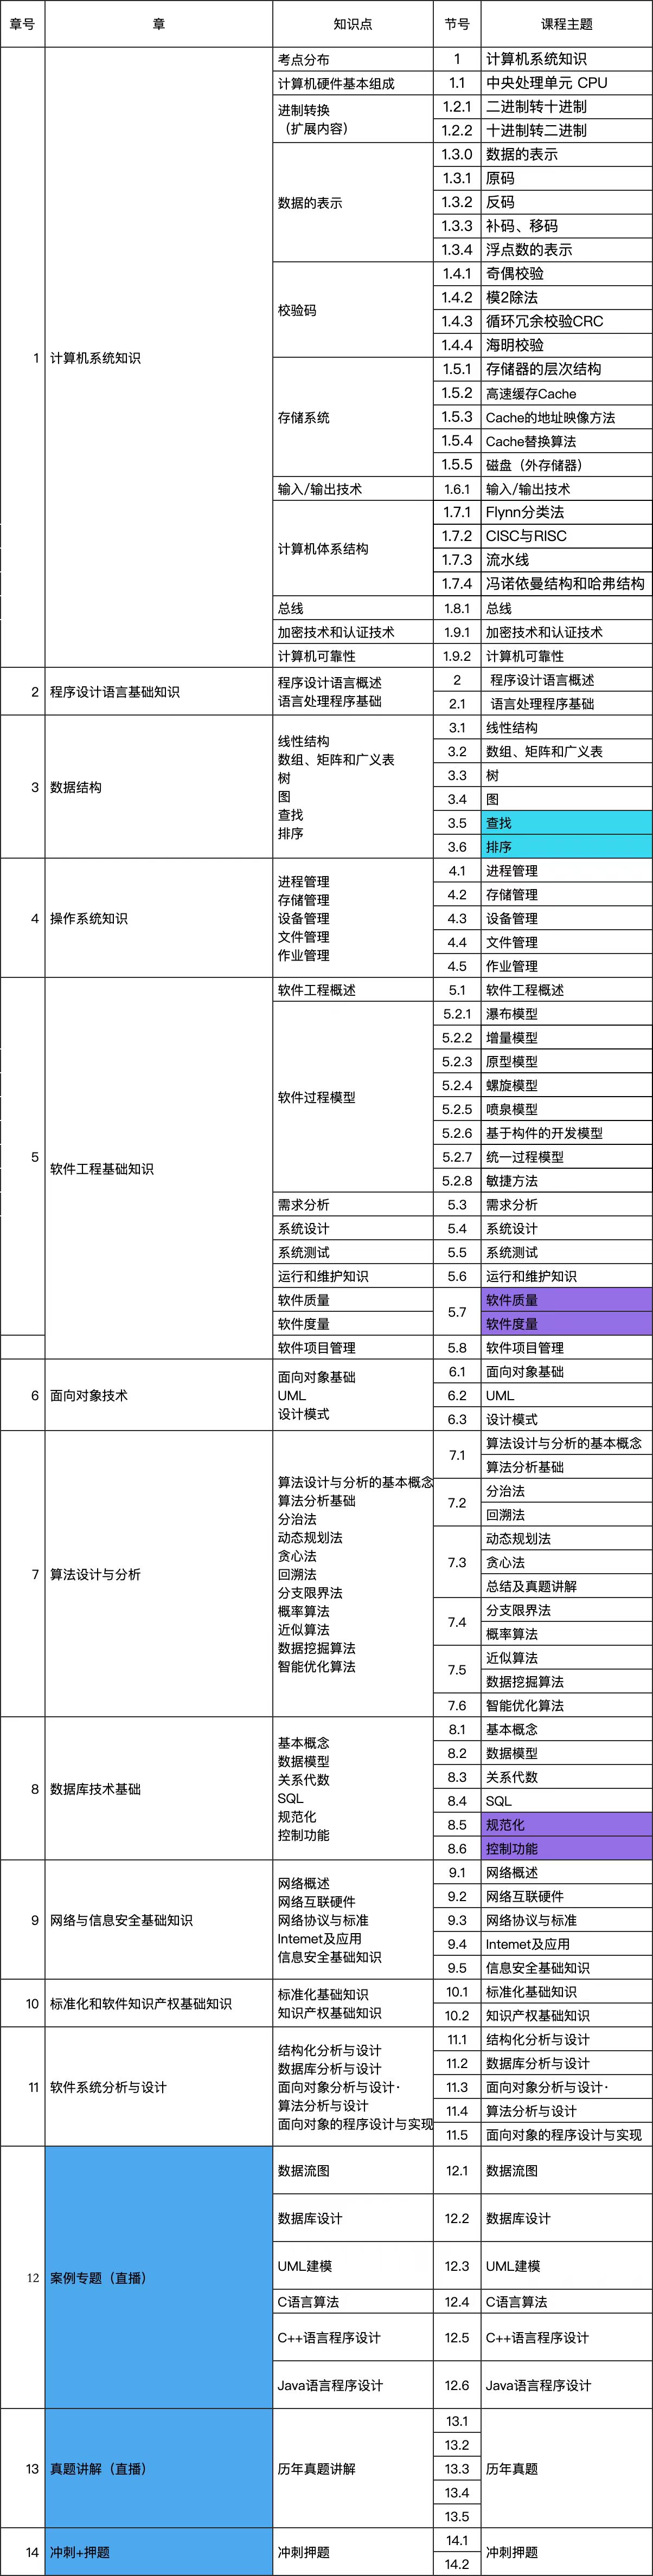 章号 章 知识点 节号 课程主题
考点分布 1 计算机系统知识
计算机硬件基本组成 1.1 中央处理单元 CPU
进制转换
（扩展内容）
1.2.1 二进制转十进制
1.2.2 十进制转二进制
数据的表示
1.3.0 数据的表示
1.3.1 原码
1.3.2 反码
1.3.3 补码、移码
1.3.4 浮点数的表示
校验码
1.4.1 奇偶校验
1.4.2 模2除法
1.4.3 循环冗余校验CRC
1.4.4 海明校验
1 计算机系统知识
存储系统
1.5.1 存储器的层次结构
1.5.2 高速缓存Cache
1.5.3 Cache的地址映像方法
1.5.4 Cache替换算法
1.5.5 磁盘（外存储器）
输入/输出技术 1.6.1 输入/输出技术
计算机体系结构
1.7.1 Flynn分类法
1.7.2 CISC与RISC
1.7.3 流水线
1.7.4 冯诺依曼结构和哈弗结构
总线 1.8.1 总线
加密技术和认证技术 1.9.1 加密技术和认证技术
计算机可靠性 1.9.2 计算机可靠性
2 程序设计语言基础知识
程序设计语言概述
语言处理程序基础
2 程序设计语言概述
2.1 语言处理程序基础
3 数据结构
线性结构
数组、矩阵和广义表
树
图
查找
排序
3.1 线性结构
3.2 数组、矩阵和广义表
3.3 树
3.4 图
3.5 查找
3.6 排序
4 操作系统知识
进程管理
存储管理
设备管理
文件管理
作业管理
4.1 进程管理
4.2 存储管理
4.3 设备管理
4.4 文件管理
4.5 作业管理
5 软件工程基础知识
软件工程概述 5.1 软件工程概述
软件过程模型
5.2.1 瀑布模型
5.2.2 增量模型
5.2.3 原型模型
5.2.4 螺旋模型
5.2.5 喷泉模型
5.2.6 基于构件的开发模型
5.2.7 统一过程模型
5.2.8 敏捷方法
需求分析 5.3 需求分析
系统设计 5.4 系统设计
系统测试 5.5 系统测试
运行和维护知识 5.6 运行和维护知识
软件质量 5.7 软件质量
软件度量 软件度量
软件项目管理 5.8 软件项目管理
6 面向对象技术
面向对象基础
UML
设计模式
6.1 面向对象基础
6.2 UML
6.3 设计模式
7 算法设计与分析
算法设计与分析的基本概念
算法分析基础
分治法
动态规划法
贪心法
回溯法
分支限界法
概率算法
近似算法
数据挖掘算法
智能优化算法
7.1 算法设计与分析的基本概念
算法分析基础
7.2 分治法
回溯法
7.3 动态规划法
贪心法
总结及真题讲解
7.4 分支限界法
概率算法
7.5 近似算法
数据挖掘算法
7.6 智能优化算法
8 数据库技术基础
基本概念
数据模型
关系代数
SQL
规范化
控制功能
8.1 基本概念
8.2 数据模型
8.3 关系代数
8.4 SQL
8.5 规范化
8.6 控制功能
9 网络与信息安全基础知识
网络概述
网络互联硬件
网络协议与标准
Intemet及应用
信息安全基础知识
9.1 网络概述
9.2 网络互联硬件
9.3 网络协议与标准
9.4 Intemet及应用
9.5 信息安全基础知识
10 标准化和软件知识产权基础知识
标准化基础知识
知识产权基础知识
10.1 标准化基础知识
10.2 知识产权基础知识
11 软件系统分析与设计
结构化分析与设计
数据库分析与设计
面向对象分析与设计·
算法分析与设计
面向对象的程序设计与实现
11.1 结构化分析与设计
11.2 数据库分析与设计
11.3 面向对象分析与设计·
11.4 算法分析与设计
11.5 面向对象的程序设计与实现
12 案例专题（直播）
数据流图 12.1 数据流图
数据库设计 12.2 数据库设计
UML建模 12.3 UML建模
C语言算法 12.4 C语言算法
C++语言程序设计 12.5 C++语言程序设计
Java语言程序设计 12.6 Java语言程序设计
13 真题讲解（直播） 历年真题讲解
13.1
13.2
13.3 历年真题
13.4
13.5
14 冲刺+押题 冲刺押题
14.1 冲刺押题
14.2